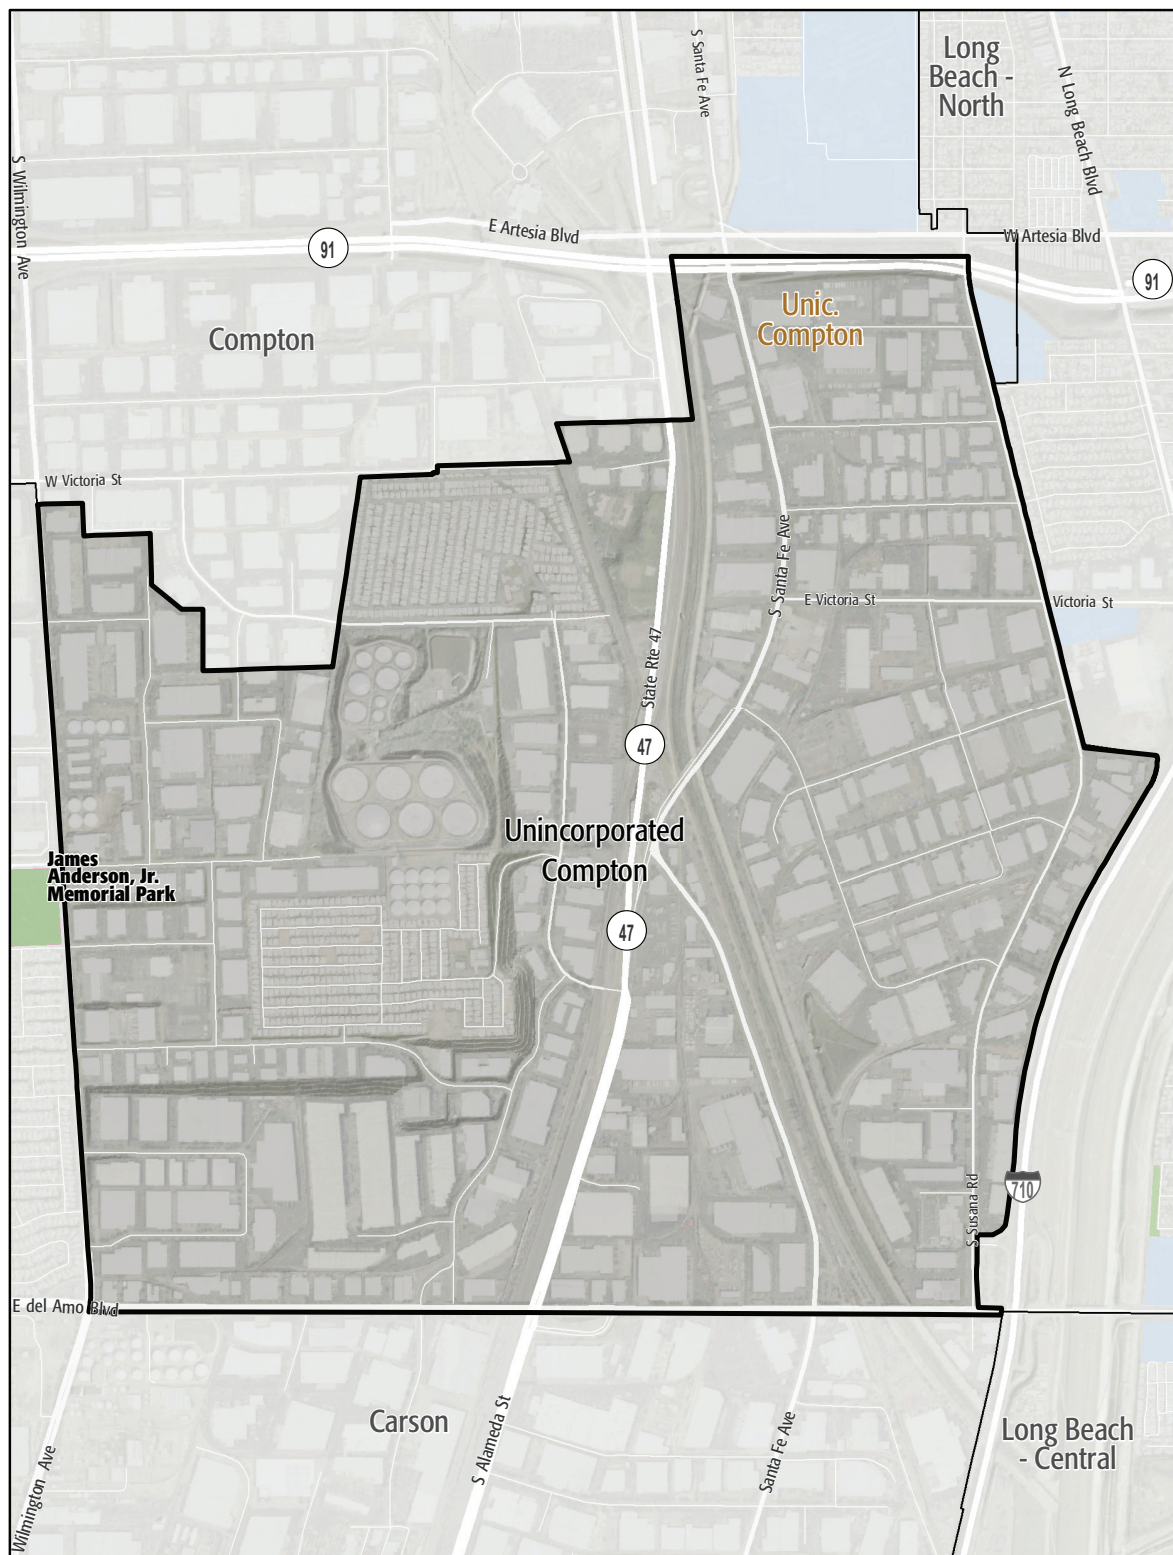 Long
Beach -
North
S Santa Fe Ave
N Long Beach Blvd
S Wilmington Ave
E Artesia Blvd
W Artesia Blvd
91
91
Unic.
Compton
Compton
W Victoria St
S Santa Fe Ave
E Victoria St
Victoria St
State Rte 47
47
Unincorporated
Compton
James
Anderson, Jr.
Memorial Park
47
710
S Susana Rd
E del Amo Blvd
Carson
S Alameda St
Santa Fe Ave
Long Beach
- Central
Wilmington Ave